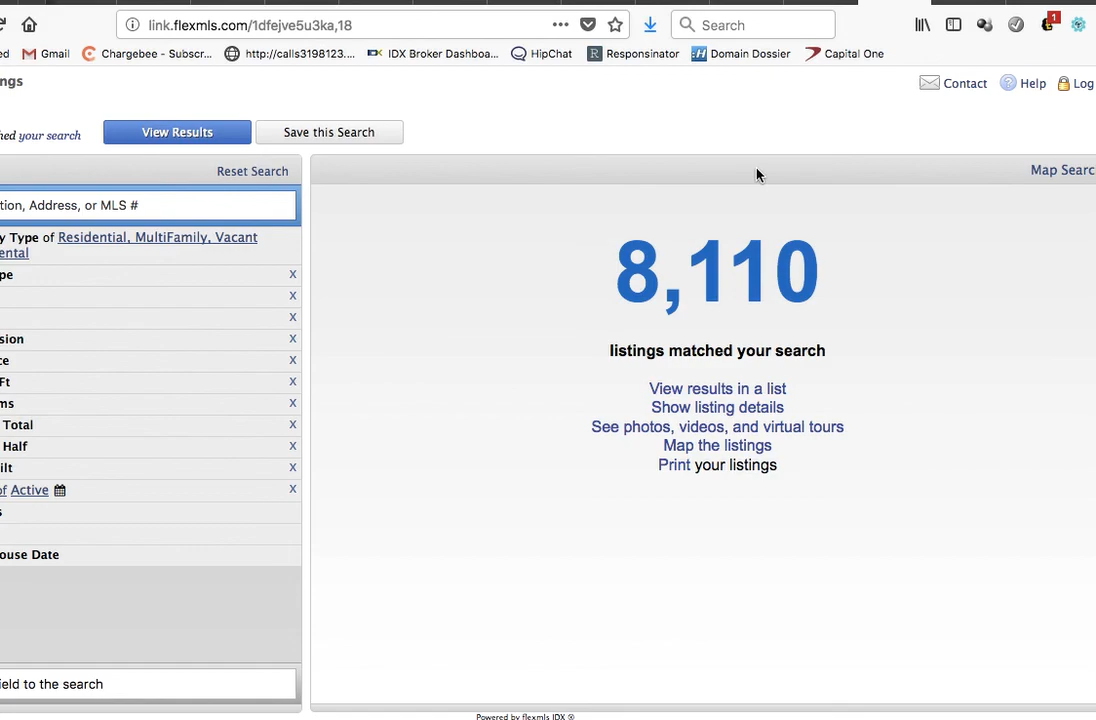 link.flexmls.com/1dfejve5u3ka,18
Search
1
ed
Gmail
Chargebee - Subscr...
http://calls3198123....
IDX Broker Dashboa...
HipChat
Responsinator
Domain Dossier
Capital One
ngs
Contact
Help
Log
hed your search
View Results
Save this Search
Reset Search
Map Searc
tion, Address, or MLS #
y Type of Residential, MultiFamily, Vacant
ental
pe X
X
X
sion X
ce X
Ft X
ms X
Total X
Half X
ilt X
of Active X
s
ouse Date
ield to the search
8,110
listings matched your search
View results in a list
Show listing details
See photos, videos, and virtual tours
Map the listings
Print your listings
Powered by flexmls IDX ®